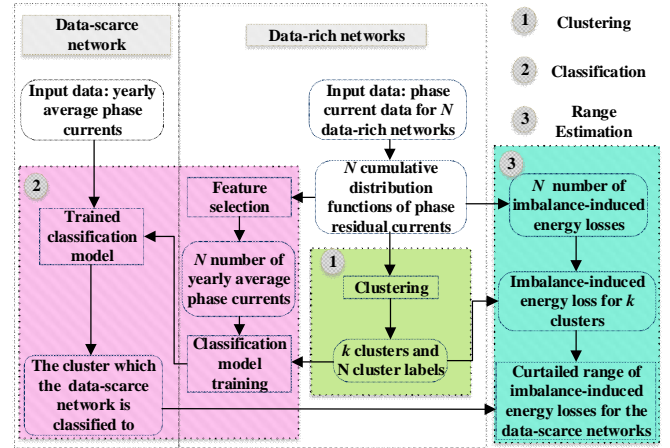 Data-scarce
network
Data-rich networks
1
Clustering
2
Classification
3
Range
Estimation
Input data: yearly
average phase
currents
Input data: phase
current data for N
data-rich networks
2
Trained
classification
model
Feature
selection
N cumulative
distribution
functions of phase
residual currents
3
N number of
imbalance-induced
energy losses
N number of
yearly average
phase currents
1
Clustering
Imbalance-induced
energy loss for k
clusters
The cluster which
the data-scarce
network is
classified to
Classification
model
training
k clusters and
N cluster labels
Curtailed range of
imbalance-induced
energy losses for the
data-scarce networks